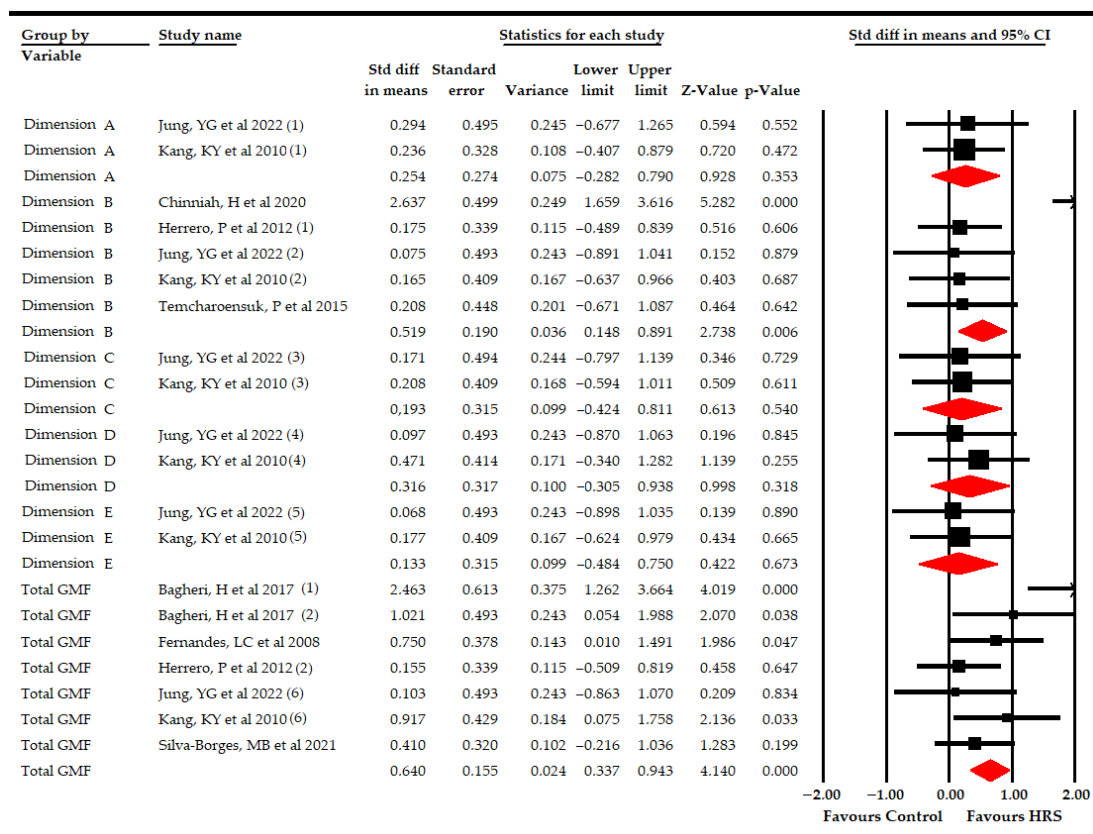 Group by Study name Statistics for each study Std diff in means and 95% CI
Variable
Std diff Standard Lower Upper
in means error Variance limit limit Z-Value p-Value
Dimension A Jung, YG et al 2022 (1) 0.294 0.495 0.245 −0.677 1.265 0.594 0.552
Dimension A Kang, KY et al 2010 (1) 0.236 0.328 0.108 −0.407 0.879 0.720 0.472
Dimension A 0.254 0.274 0.075 −0.282 0.790 0.928 0.353
Dimension B Chinniah, H et al 2020 2.637 0.499 0.249 1.659 3.616 5.282 0.000
Dimension B Herrero, P et al 2012 (1) 0.175 0.339 0.115 −0.489 0.839 0.516 0.606
Dimension B Jung, YG et al 2022 (2) 0.075 0.493 0.243 −0.891 1.041 0.152 0.879
Dimension B Kang, KY et al 2010 (2) 0.165 0.409 0.167 −0.637 0.966 0.403 0.687
Dimension B Temcharoensuk, P et al 2015 0.208 0.448 0.201 −0.671 1.087 0.464 0.642
Dimension B 0.519 0.190 0.036 0.148 0.891 2.738 0.006
Dimension C Jung, YG et al 2022 (3) 0.171 0.494 0.244 −0.797 1.139 0.346 0.729
Dimension C Kang, KY et al 2010 (3) 0.208 0.409 0.168 −0.594 1.011 0.509 0.611
Dimension C 0.193 0.315 0.099 −0.424 0.811 0.613 0.540
Dimension D Jung, YG et al 2022 (4) 0.097 0.493 0.243 −0.870 1.063 0.196 0.845
Dimension D Kang, KY et al 2010 (4) 0.471 0.414 0.171 −0.340 1.282 1.139 0.255
Dimension D 0.316 0.317 0.100 −0.305 0.938 0.998 0.318
Dimension E Jung, YG et al 2022 (5) 0.068 0.493 0.243 −0.898 1.035 0.139 0.890
Dimension E Kang, KY et al 2010 (5) 0.177 0.409 0.167 −0.624 0.979 0.434 0.665
Dimension E 0.133 0.315 0.099 −0.484 0.750 0.422 0.673
Total GMF Bagheri, H et al 2017 (1) 2.463 0.613 0.375 1.262 3.664 4.019 0.000
Total GMF Bagheri, H et al 2017 (2) 1.021 0.493 0.243 0.054 1.988 2.070 0.038
Total GMF Fernandes, LC et al 2008 0.750 0.378 0.143 0.010 1.491 1.986 0.047
Total GMF Herrero, P et al 2012 (2) 0.155 0.339 0.115 −0.509 0.819 0.458 0.647
Total GMF Jung, YG et al 2022 (6) 0.103 0.493 0.243 −0.863 1.070 0.209 0.834
Total GMF Kang, KY et al 2010 (6) 0.917 0.429 0.184 0.075 1.758 2.136 0.033
Total GMF Silva-Borges, MB et al 2021 0.410 0.320 0.102 −0.216 1.036 1.283 0.199
Total GMF 0.640 0.155 0.024 0.337 0.943 4.140 0.000
−2.00 −1.00 0.00 1.00 2.00
Favours Control Favours HRS